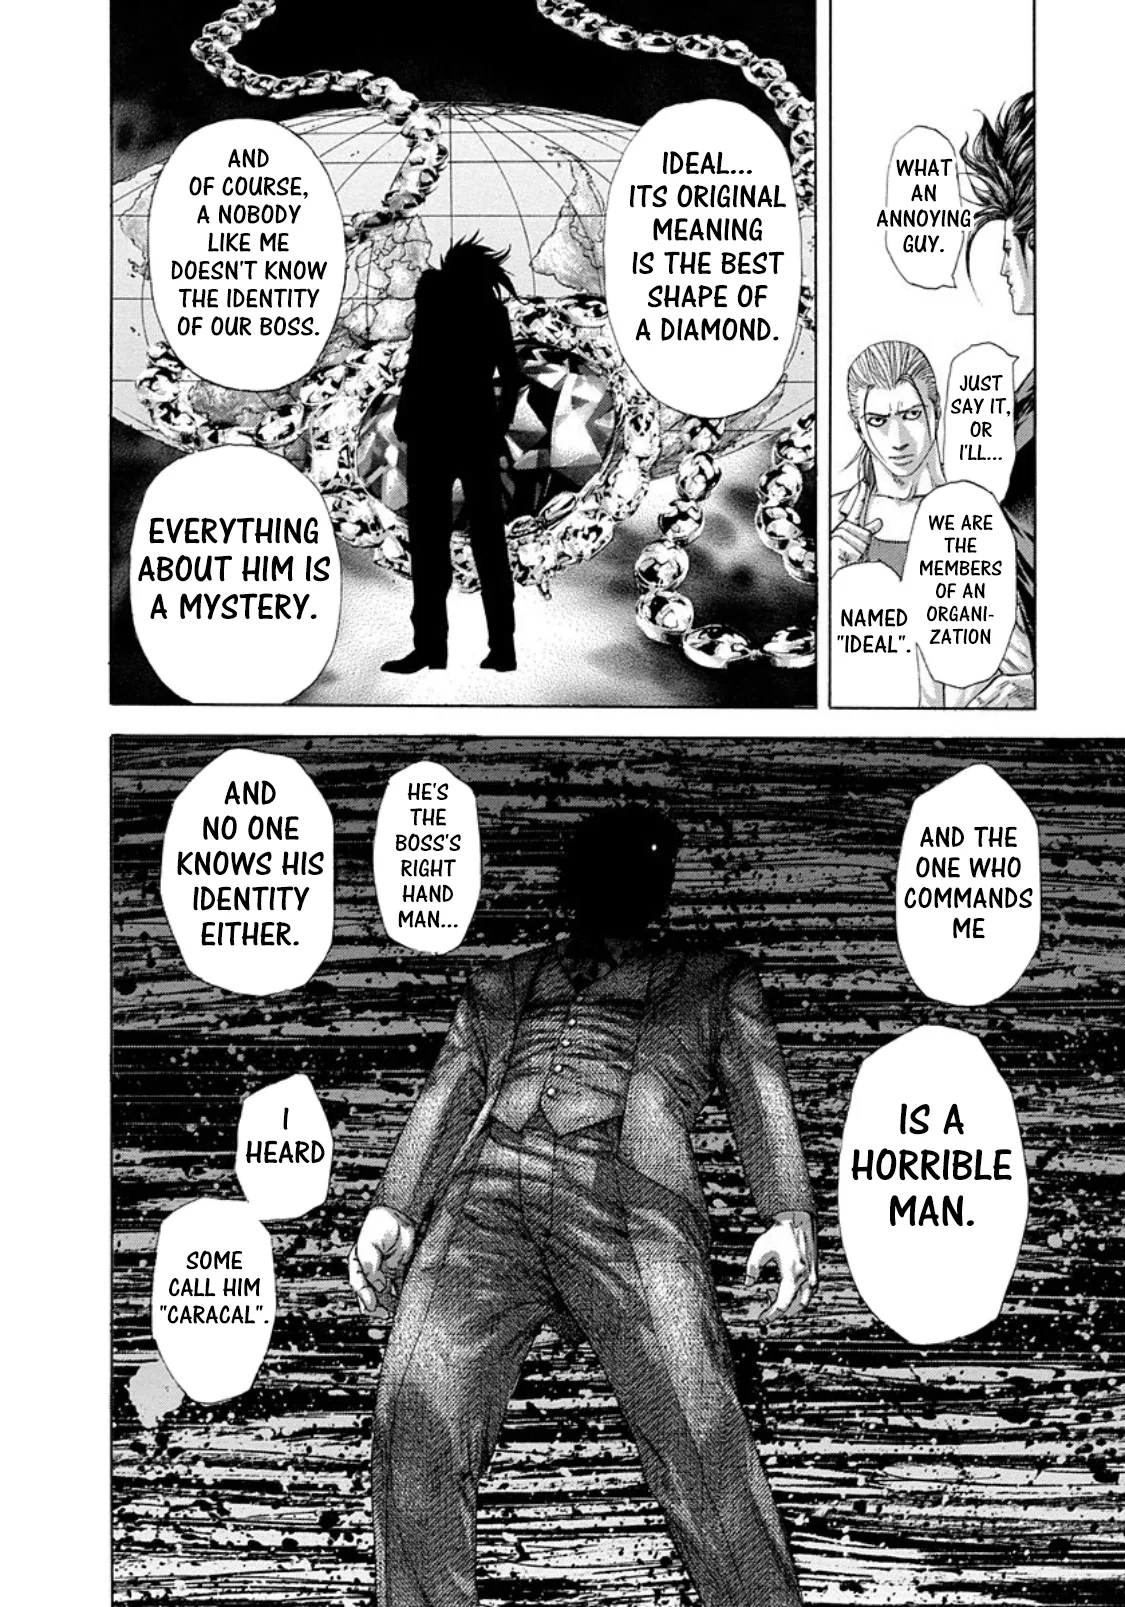 WHAT
AN
ANNOYING
GUY.
JUST
SAY IT,
OR
I'LL...
WE ARE
THE
MEMBERS
OF AN
ORGANI-
ZATION
NAMED
"IDEAL".
IDEAL...
ITS ORIGINAL
MEANING
IS THE BEST
SHAPE OF
A DIAMOND.
AND
OF COURSE,
A NOBODY
LIKE ME
DOESN'T KNOW
THE IDENTITY
OF OUR BOSS.
EVERYTHING
ABOUT HIM IS
A MYSTERY.
AND THE
ONE WHO
COMMANDS
ME
IS A
HORRIBLE
MAN.
HE'S
THE
BOSS'S
RIGHT
HAND
MAN...
AND
NO ONE
KNOWS HIS
IDENTITY
EITHER.
I
HEARD
SOME
CALL HIM
"CARACAL".